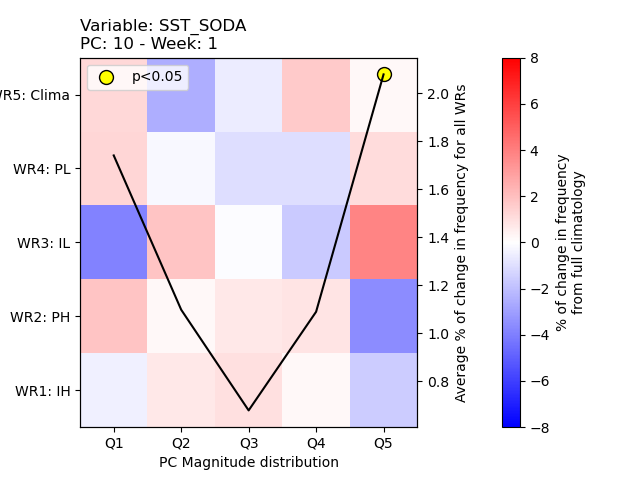 Variable: SST_SODA
PC: 10 - Week: 1
p<0.05
WR5: Clima
WR4: PL
WR3: IL
WR2: PH
WR1: IH
Q1 Q2 Q3 Q4 Q5
PC Magnitude distribution
2.0
1.8
1.6
1.4
1.2
1.0
0.8
Average % of change in frequency for all WRs
8
6
4
2
0
−2
−4
−6
−8
% of change in frequency
from full climatology